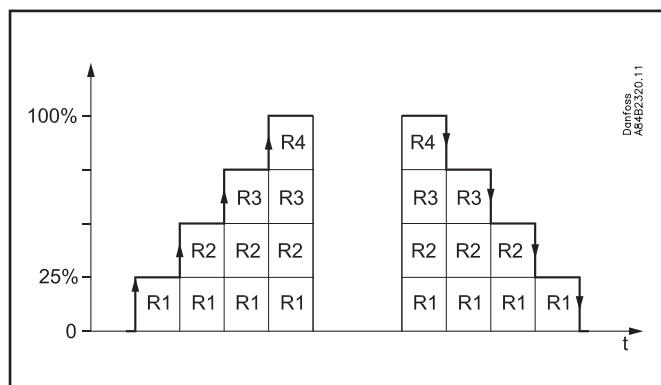 Danfoss
A84B2320.11
100%
R4 R4
R3 R3 R3 R3
R2 R2 R2 R2 R2 R2
25%
R1 R1 R1 R1 R1 R1 R1 R1
0
t